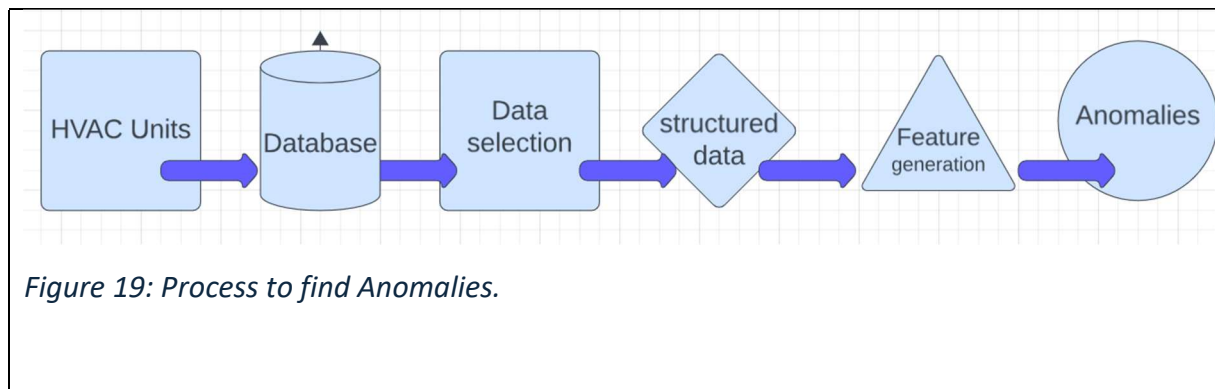 HVAC Units
Database
Data
selection
structured
data
Feature
generation
Anomalies
Figure 19: Process to find Anomalies.